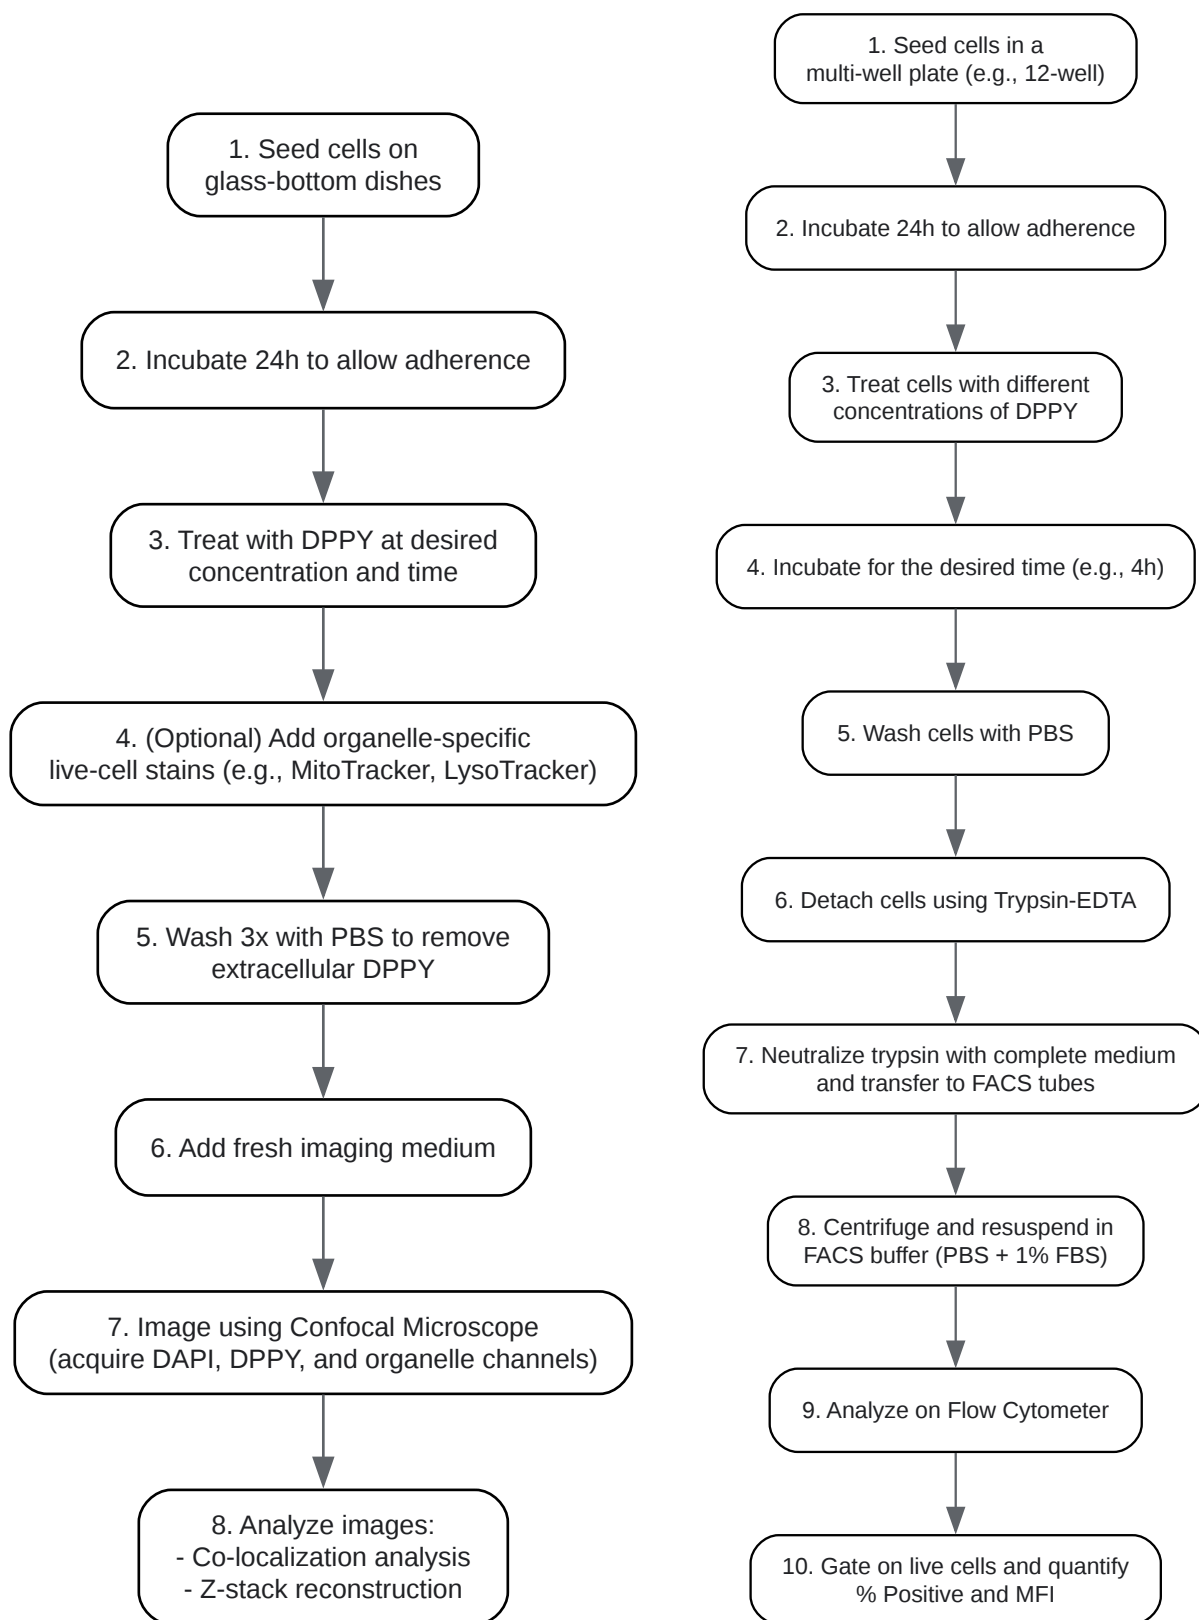 1. Seed cells on
glass-bottom dishes
2. Incubate 24h to allow adherence
3. Treat with DPPY at desired
concentration and time
4. (Optional) Add organelle-specific
live-cell stains (e.g., MitoTracker, LysoTracker)
5. Wash 3x with PBS to remove
extracellular DPPY
6. Add fresh imaging medium
7. Image using Confocal Microscope
(acquire DAPI, DPPY, and organelle channels)
8. Analyze images:
- Co-localization analysis
- Z-stack reconstruction
1. Seed cells in a
multi-well plate (e.g., 12-well)
2. Incubate 24h to allow adherence
3. Treat cells with different
concentrations of DPPY
4. Incubate for the desired time (e.g., 4h)
5. Wash cells with PBS
6. Detach cells using Trypsin-EDTA
7. Neutralize trypsin with complete medium
and transfer to FACS tubes
8. Centrifuge and resuspend in
FACS buffer (PBS + 1% FBS)
9. Analyze on Flow Cytometer
10. Gate on live cells and quantify
% Positive and MFI